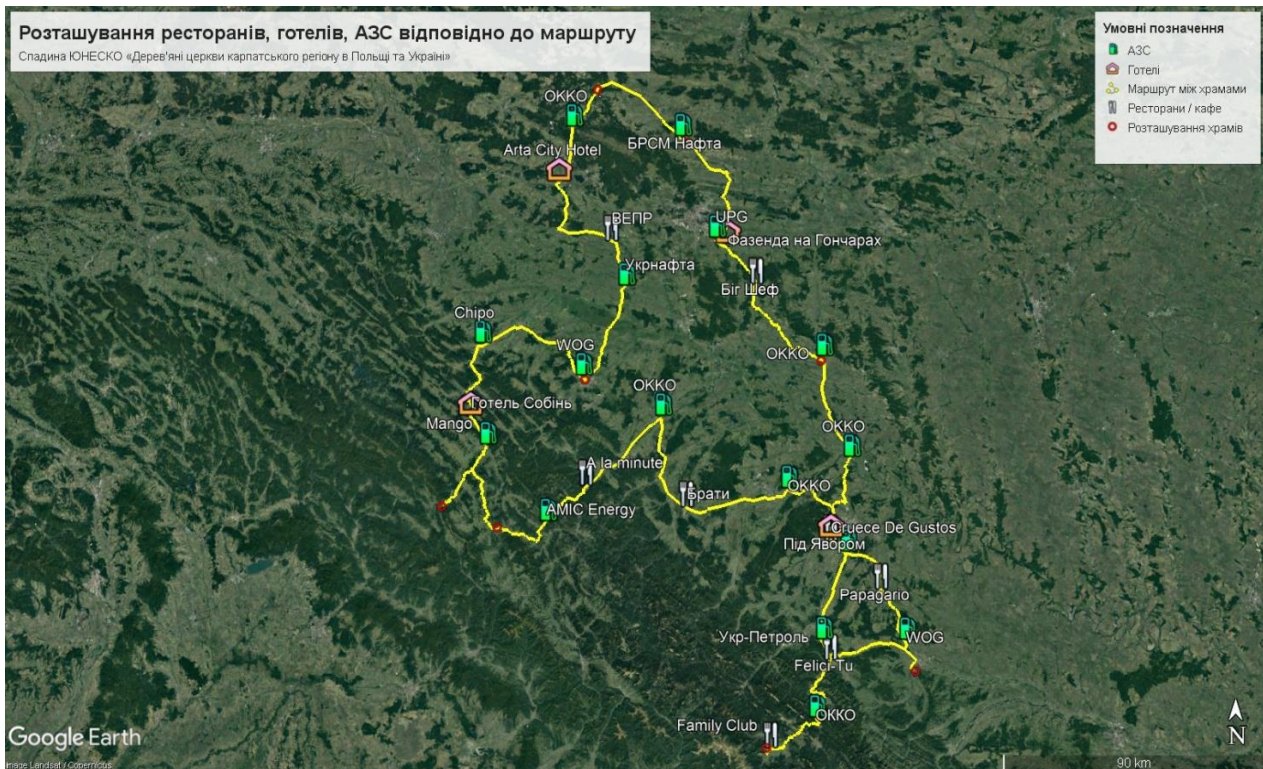 Розташування ресторанів, готелів, АЗС відповідно до маршруту
Спадина ЮНЕСКО «Дерев'яні церкви карпатського регіону в Польщі та Україні»
Умовні позначення
АЗС
Готелі
Маршрут між храмами
Ресторани / кафе
Розташування храмів
ОККО
БРСМ Нафта
Arta City Hotel
ВЕПР
UPG
Фазенда на Гончарах
Укрнафта
Біг Шеф
Chipo
WOG
ОККО
ОККО
Готель Собінь
Mango
ОККО
A la minute
Брати
ОККО
AMIC Energy
Cruece De Gustos
Під Явором
Papagario
Укр-Петроль
WOG
Felici-Tu
ОККО
Family Club
Google Earth
Image Landsat / Copernicus
N
90 km